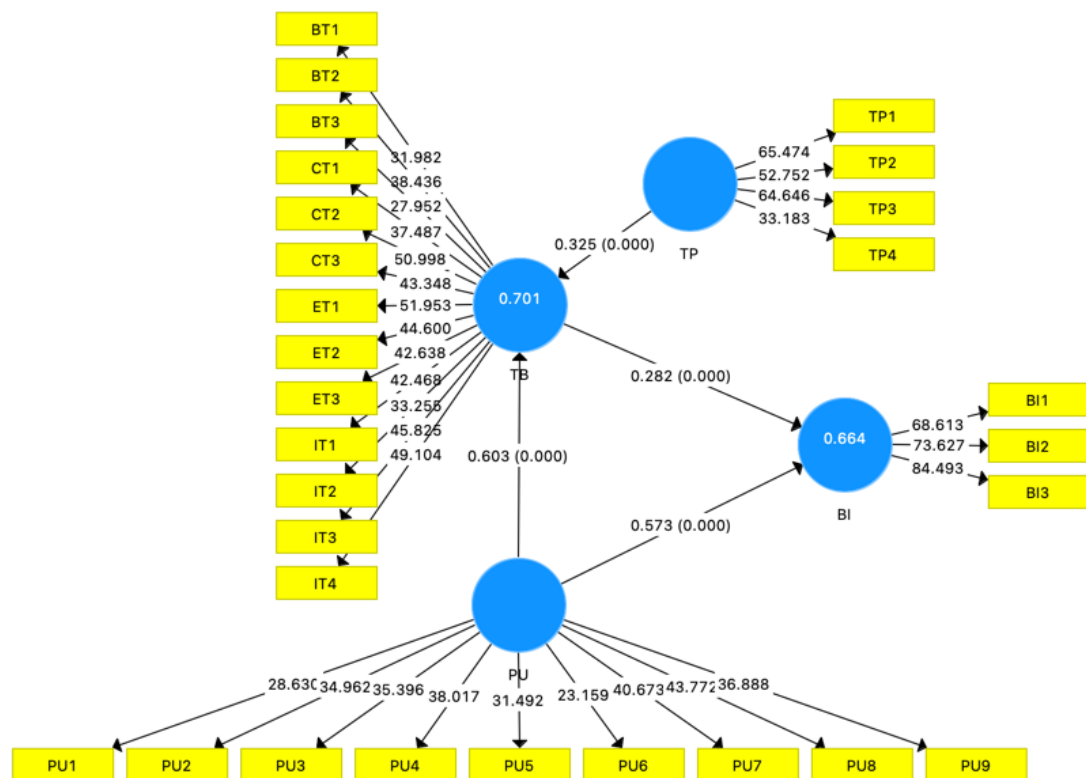 BT1
BT2
BT3
CT1
CT2
CT3
ET1
ET2
ET3
IT1
IT2
IT3
IT4
31.982
38.436
27.952
37.487
50.998
43.348
51.953
44.600
42.638
42.468
33.255
45.825
49.104
0.701
TB
TP
65.474
52.752
64.646
33.183
TP1
TP2
TP3
TP4
0.325 (0.000)
0.282 (0.000)
0.603 (0.000)
0.573 (0.000)
0.664
BI
68.613
73.627
84.493
BI1
BI2
BI3
PU
28.630 34.962 35.396 38.017 31.492 23.159 40.673 43.772 36.888
PU1 PU2 PU3 PU4 PU5 PU6 PU7 PU8 PU9